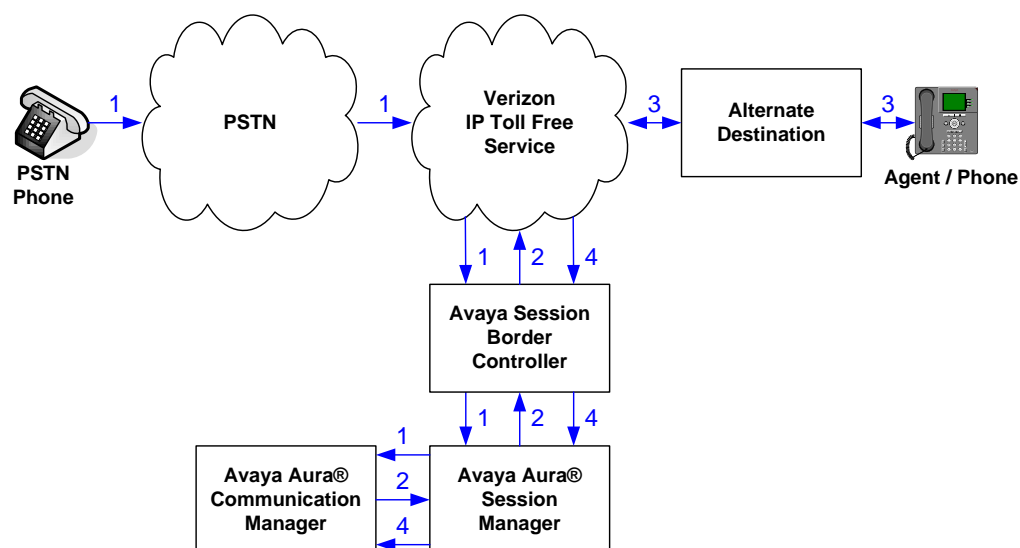 1
PSTN
Phone
PSTN
1
Verizon
IP Toll Free
Service
3
Alternate
Destination
3
Agent / Phone
1
2
4
Avaya Session
Border
Controller
1
2
4
Avaya Aura®
Communication
Manager
1
2
4
Avaya Aura®
Session
Manager